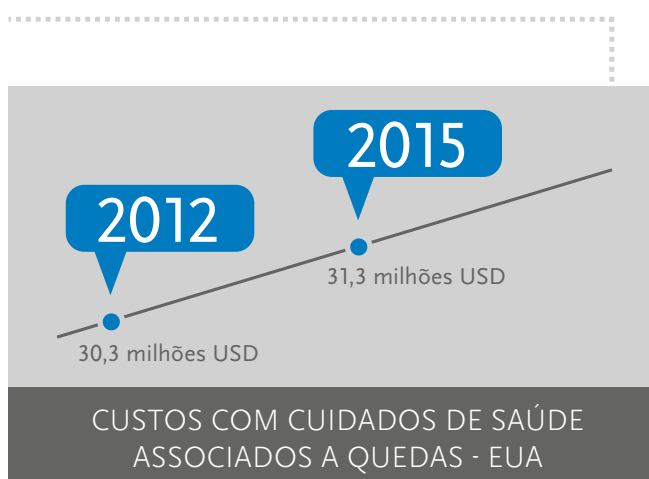 2015
2012
31,3 milhões USD
30,3 milhões USD
CUSTOS COM CUIDADOS DE SAÚDE
ASSOCIADOS A QUEDAS - EUA